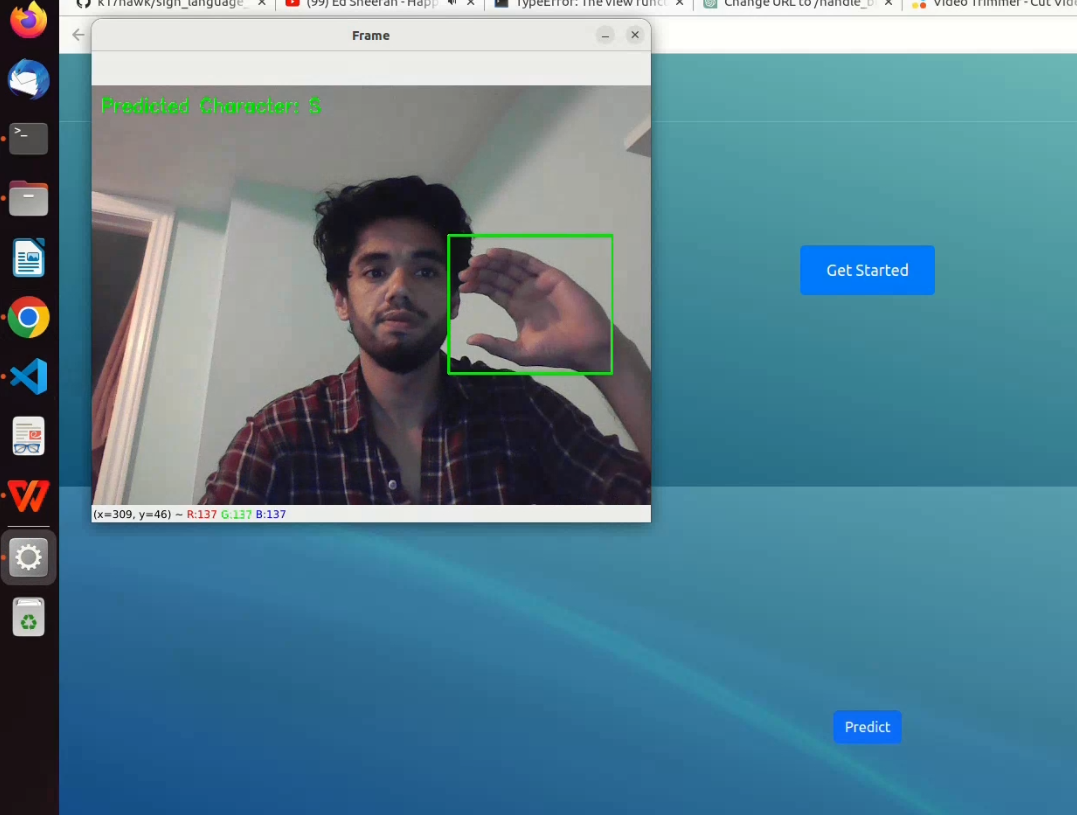 k17hawk/sign_language_
(99) Ed Sheeran - Happ
TypeError: The view func
Change URL to /handle_b
Video Trimmer - Cut Vid
Frame
Predicted Character: S
Get Started
(x=309, y=46) ~ R:137 G:137 B:137
Predict